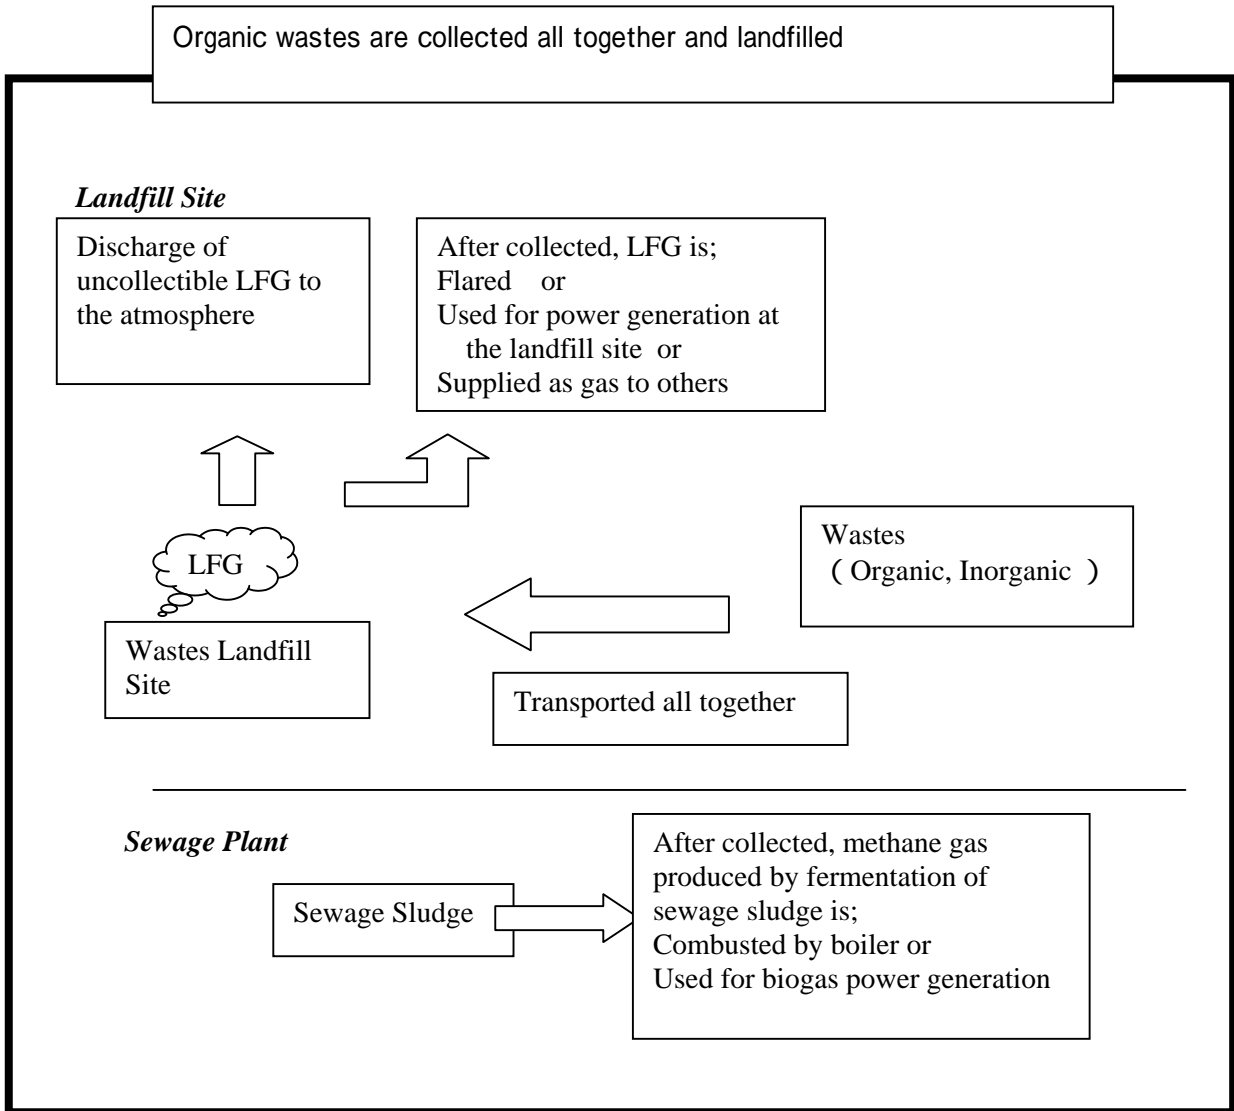 Organic wastes are collected all together and landfilled
Landfill Site
Discharge of
uncollectible LFG to
the atmosphere
After collected, LFG is;
Flared or
Used for power generation at
the landfill site or
Supplied as gas to others
LFG
Wastes
( Organic, Inorganic )
Wastes Landfill
Site
Transported all together
Sewage Plant
Sewage Sludge
After collected, methane gas
produced by fermentation of
sewage sludge is;
Combusted by boiler or
Used for biogas power generation